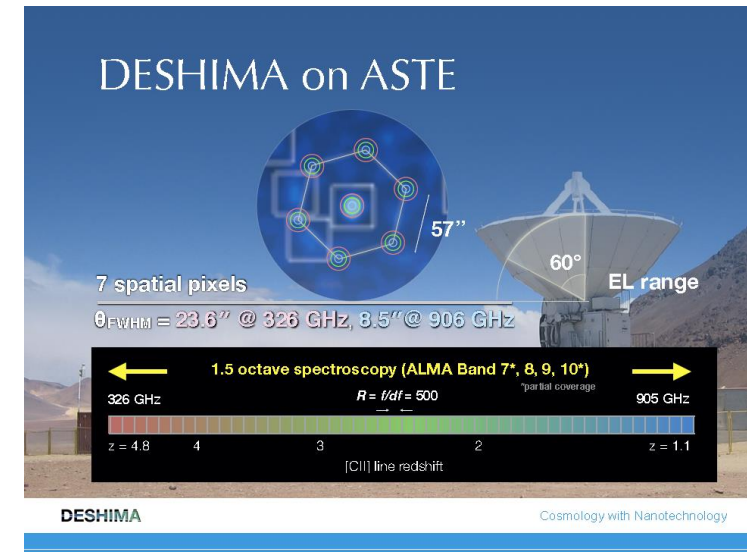 DESHIMA on ASTE
57”
60°
EL range
7 spatial pixels
θFWHM = 23.6” @ 326 GHz, 8.5”@ 906 GHz
1.5 octave spectroscopy (ALMA Band 7*, 8, 9, 10*)
*partial coverage
326 GHz
R = f/df = 500
905 GHz
z = 4.8 4 3 2 z = 1.1
[CII] line redshift
DESHIMA
Cosmology with Nanotechnology